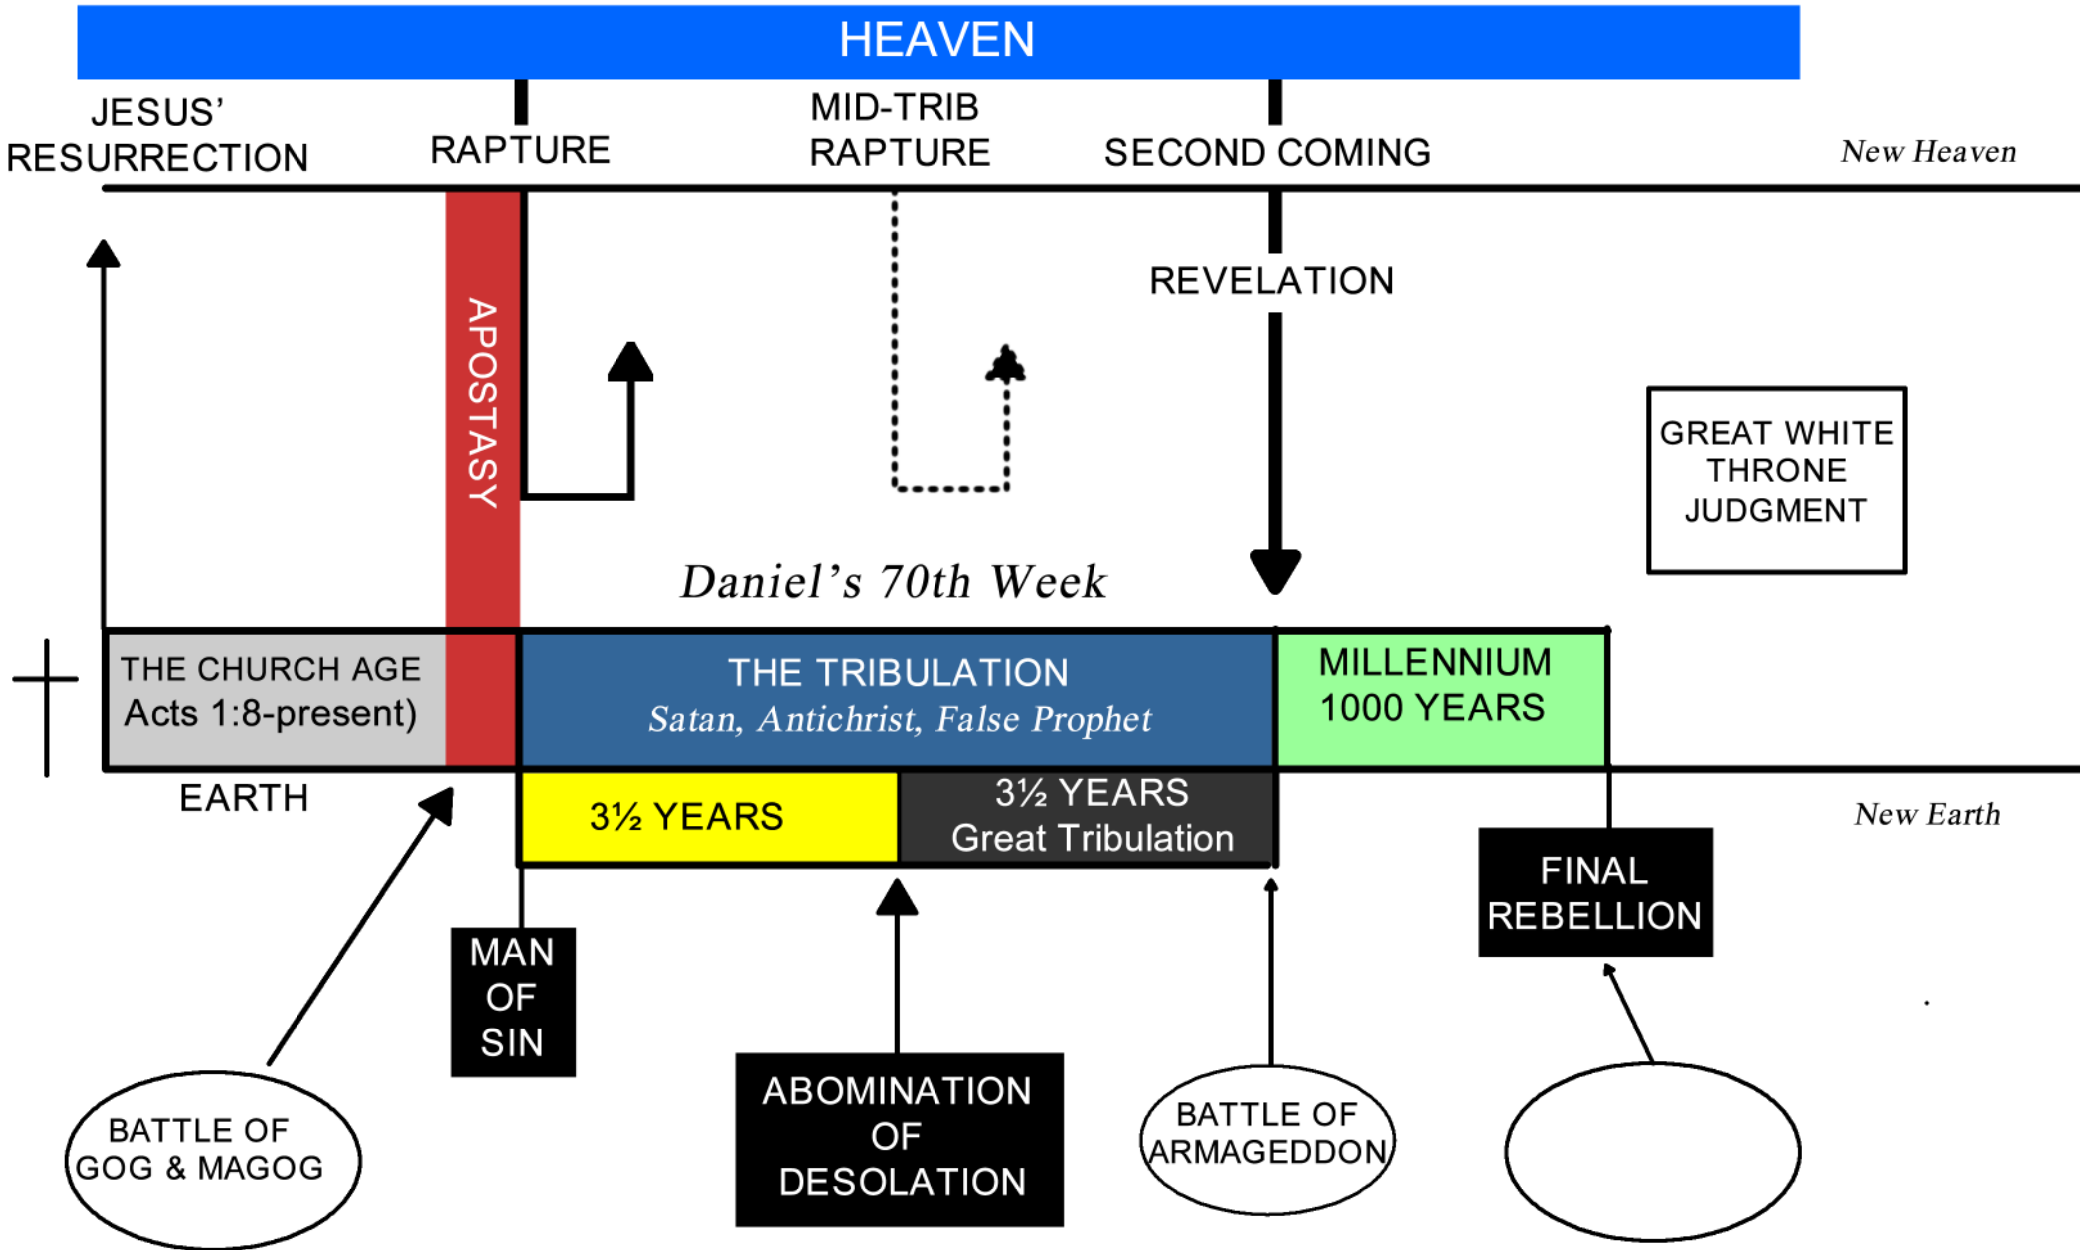 HEAVEN
JESUS’
RESURRECTION
RAPTURE
MID-TRIB
RAPTURE
SECOND COMING
New Heaven
REVELATION
APOSTASY
GREAT WHITE
THRONE
JUDGMENT
Daniel’s 70th Week
THE CHURCH AGE
Acts 1:8-present)
THE TRIBULATION
Satan, Antichrist, False Prophet
MILLENNIUM
1000 YEARS
EARTH
3½ YEARS
3½ YEARS
Great Tribulation
New Earth
MAN
OF
SIN
FINAL
REBELLION
BATTLE OF
GOG & MAGOG
ABOMINATION
OF
DESOLATION
BATTLE OF
ARMAGEDDON